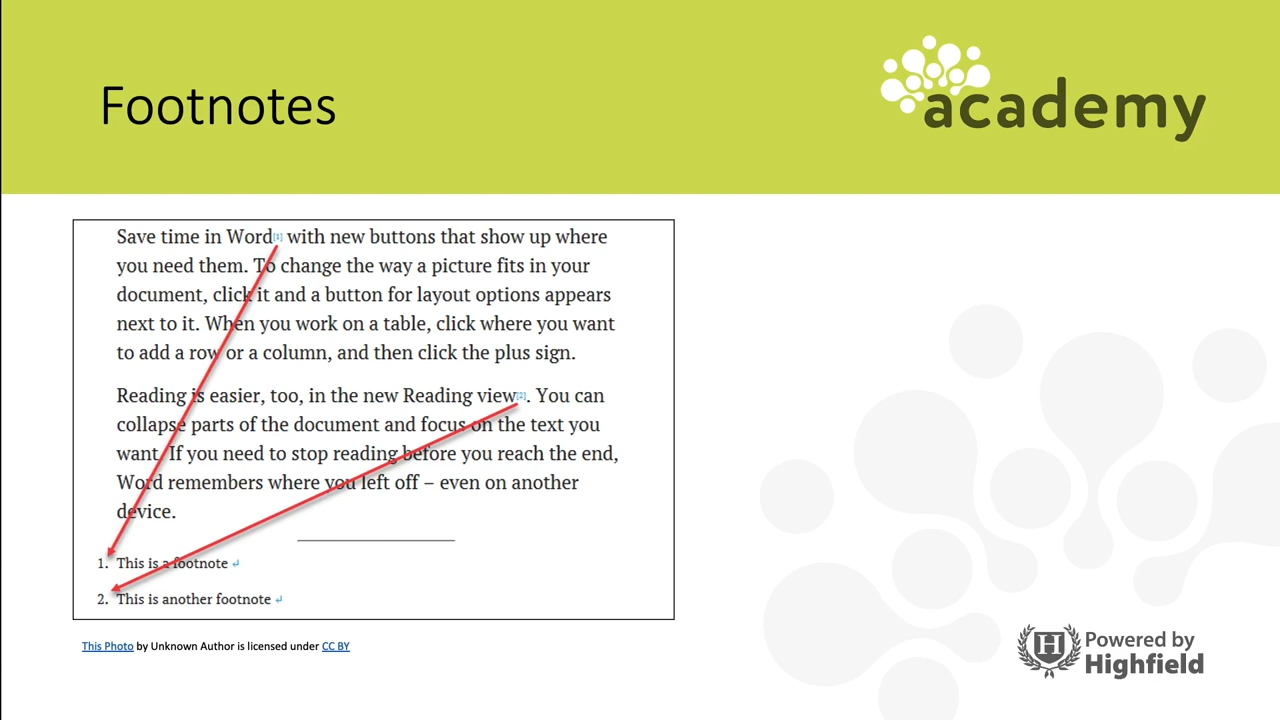 Footnotes
academy
Save time in Word[1] with new buttons that show up where
you need them. To change the way a picture fits in your
document, click it and a button for layout options appears
next to it. When you work on a table, click where you want
to add a row or a column, and then click the plus sign.
Reading is easier, too, in the new Reading view[2]. You can
collapse parts of the document and focus on the text you
want. If you need to stop reading before you reach the end,
Word remembers where you left off – even on another
device.
1. This is a footnote ↵
2. This is another footnote ↵
This Photo by Unknown Author is licensed under CC BY
H
Powered by
Highfield